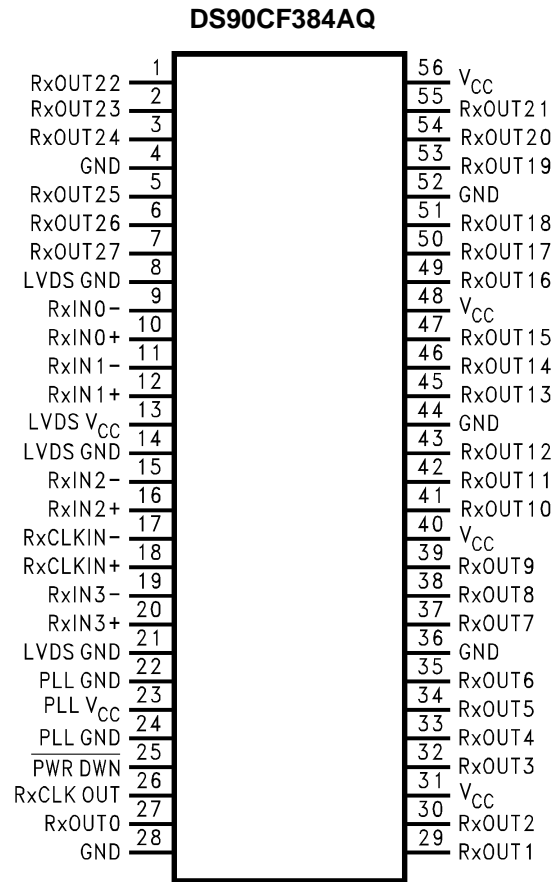 DS90CF384AQ
RxOUT22 1
RxOUT23 2
RxOUT24 3
GND 4
RxOUT25 5
RxOUT26 6
RxOUT27 7
LVDS GND 8
RxIN0− 9
RxIN0+ 10
RxIN1− 11
RxIN1+ 12
LVDS VCC 13
LVDS GND 14
RxIN2− 15
RxIN2+ 16
RxCLKIN− 17
RxCLKIN+ 18
RxIN3− 19
RxIN3+ 20
LVDS GND 21
PLL GND 22
PLL VCC 23
PLL GND 24
PWR DWN 25
RxCLK OUT 26
RxOUT0 27
GND 28
56 VCC
55 RxOUT21
54 RxOUT20
53 RxOUT19
52 GND
51 RxOUT18
50 RxOUT17
49 RxOUT16
48 VCC
47 RxOUT15
46 RxOUT14
45 RxOUT13
44 GND
43 RxOUT12
42 RxOUT11
41 RxOUT10
40 VCC
39 RxOUT9
38 RxOUT8
37 RxOUT7
36 GND
35 RxOUT6
34 RxOUT5
33 RxOUT4
32 RxOUT3
31 VCC
30 RxOUT2
29 RxOUT1